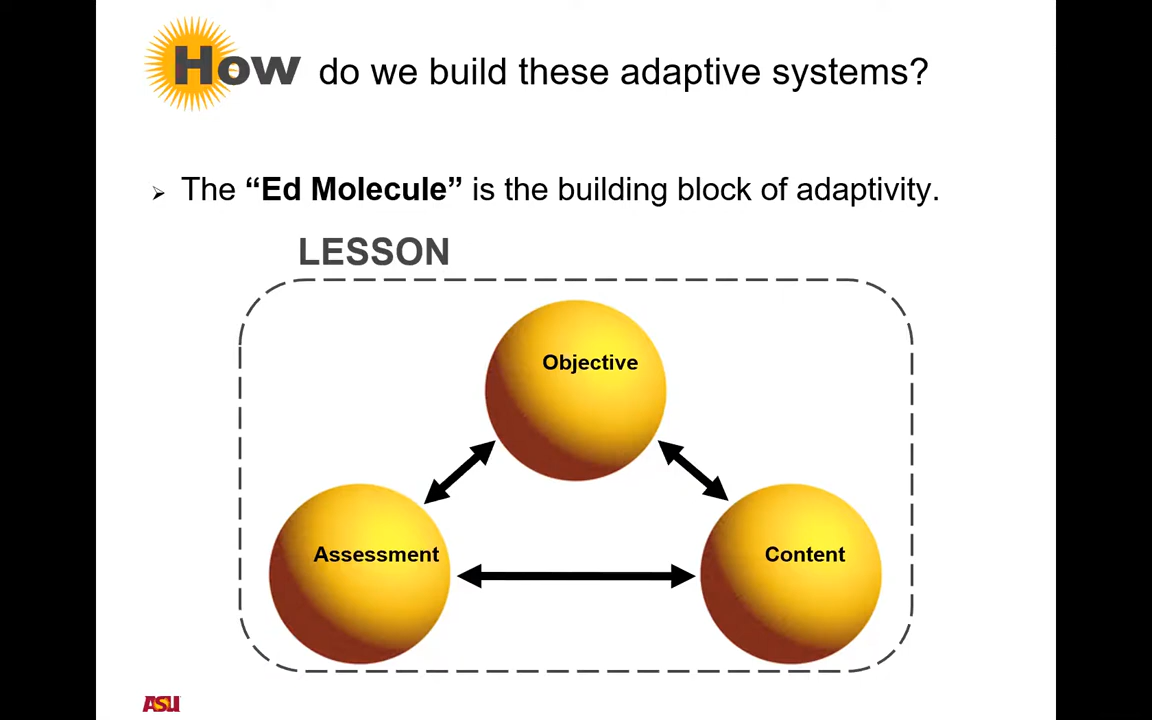 How do we build these adaptive systems?
➢ The “Ed Molecule” is the building block of adaptivity.
LESSON
Objective
Assessment
Content
ASU